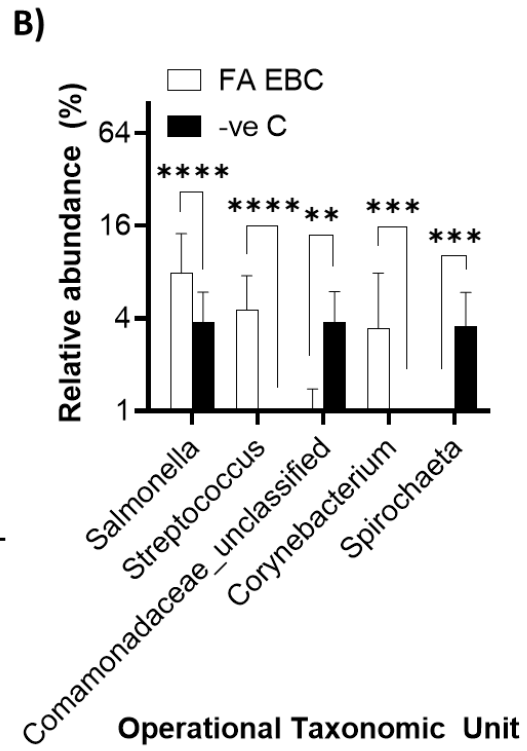 B)
FA EBC
-ve C
Relative abundance (%)
64
16
4
1
****
****
**
***
***
Salmonella
Streptococcus
Comamonadaceae_unclassified
Corynebacterium
Spirochaeta
Operational Taxonomic Unit